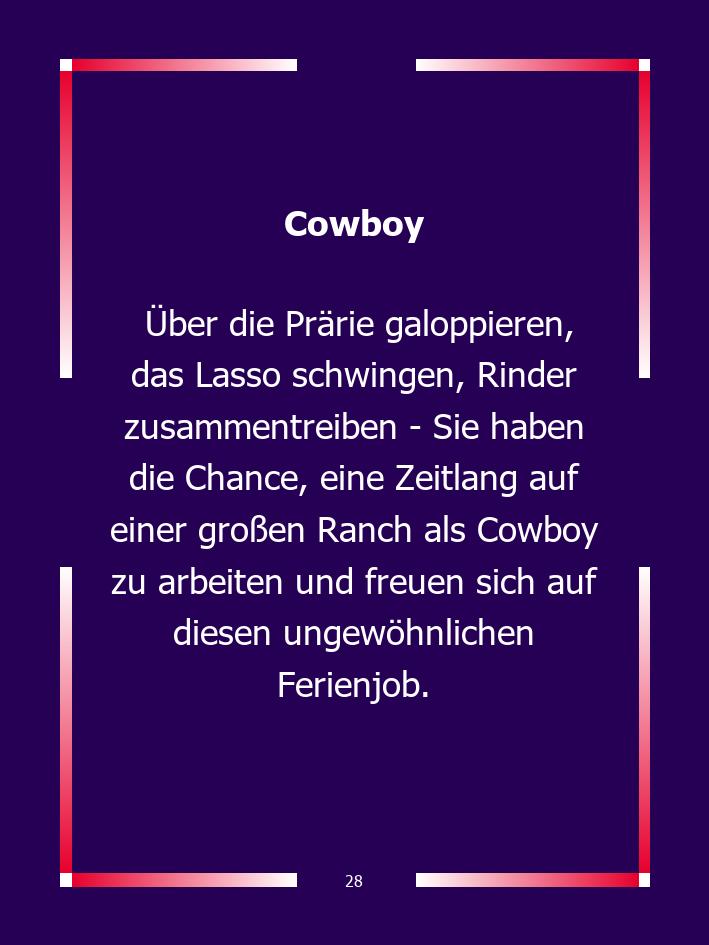 Cowboy
Über die Prärie galoppieren,
das Lasso schwingen, Rinder
zusammentreiben - Sie haben
die Chance, eine Zeitlang auf
einer großen Ranch als Cowboy
zu arbeiten und freuen sich auf
diesen ungewöhnlichen
Ferienjob.
28